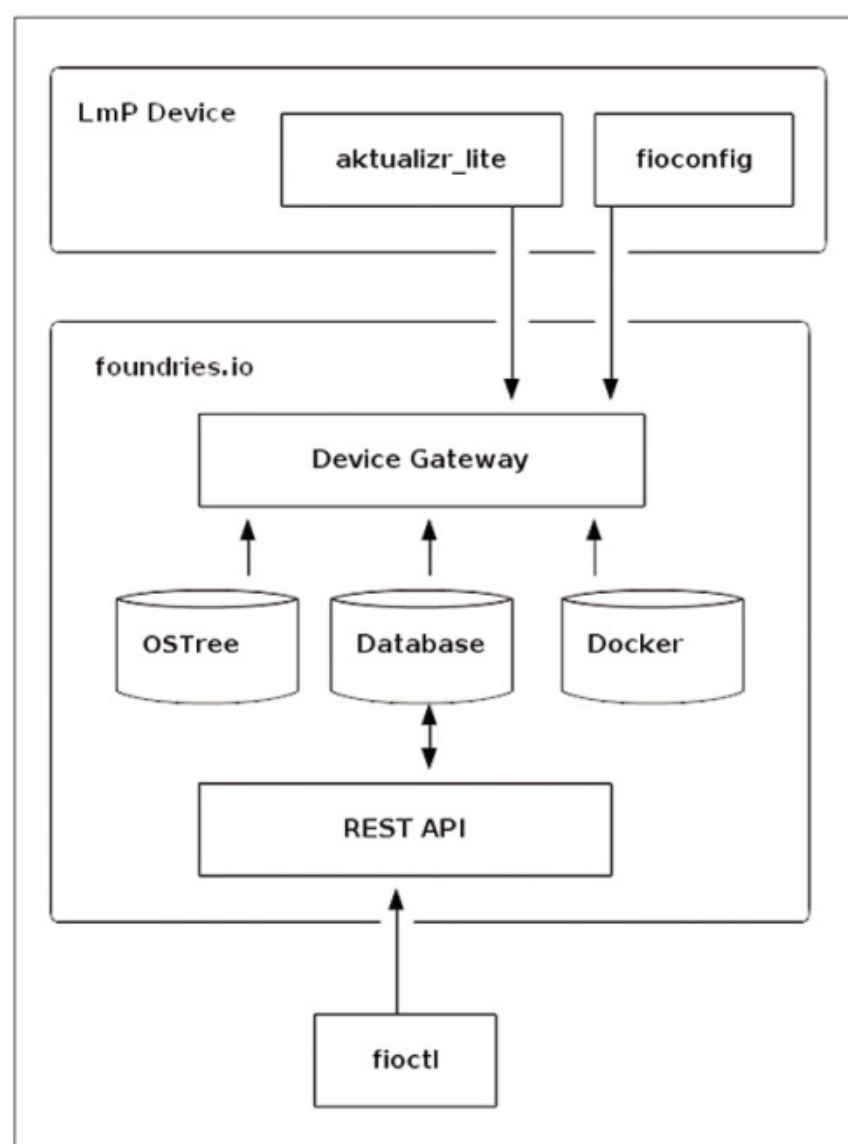 LmP Device
aktualizr_lite
fioconfig
foundries.io
Device Gateway
OSTree
Database
Docker
REST API
fioctl